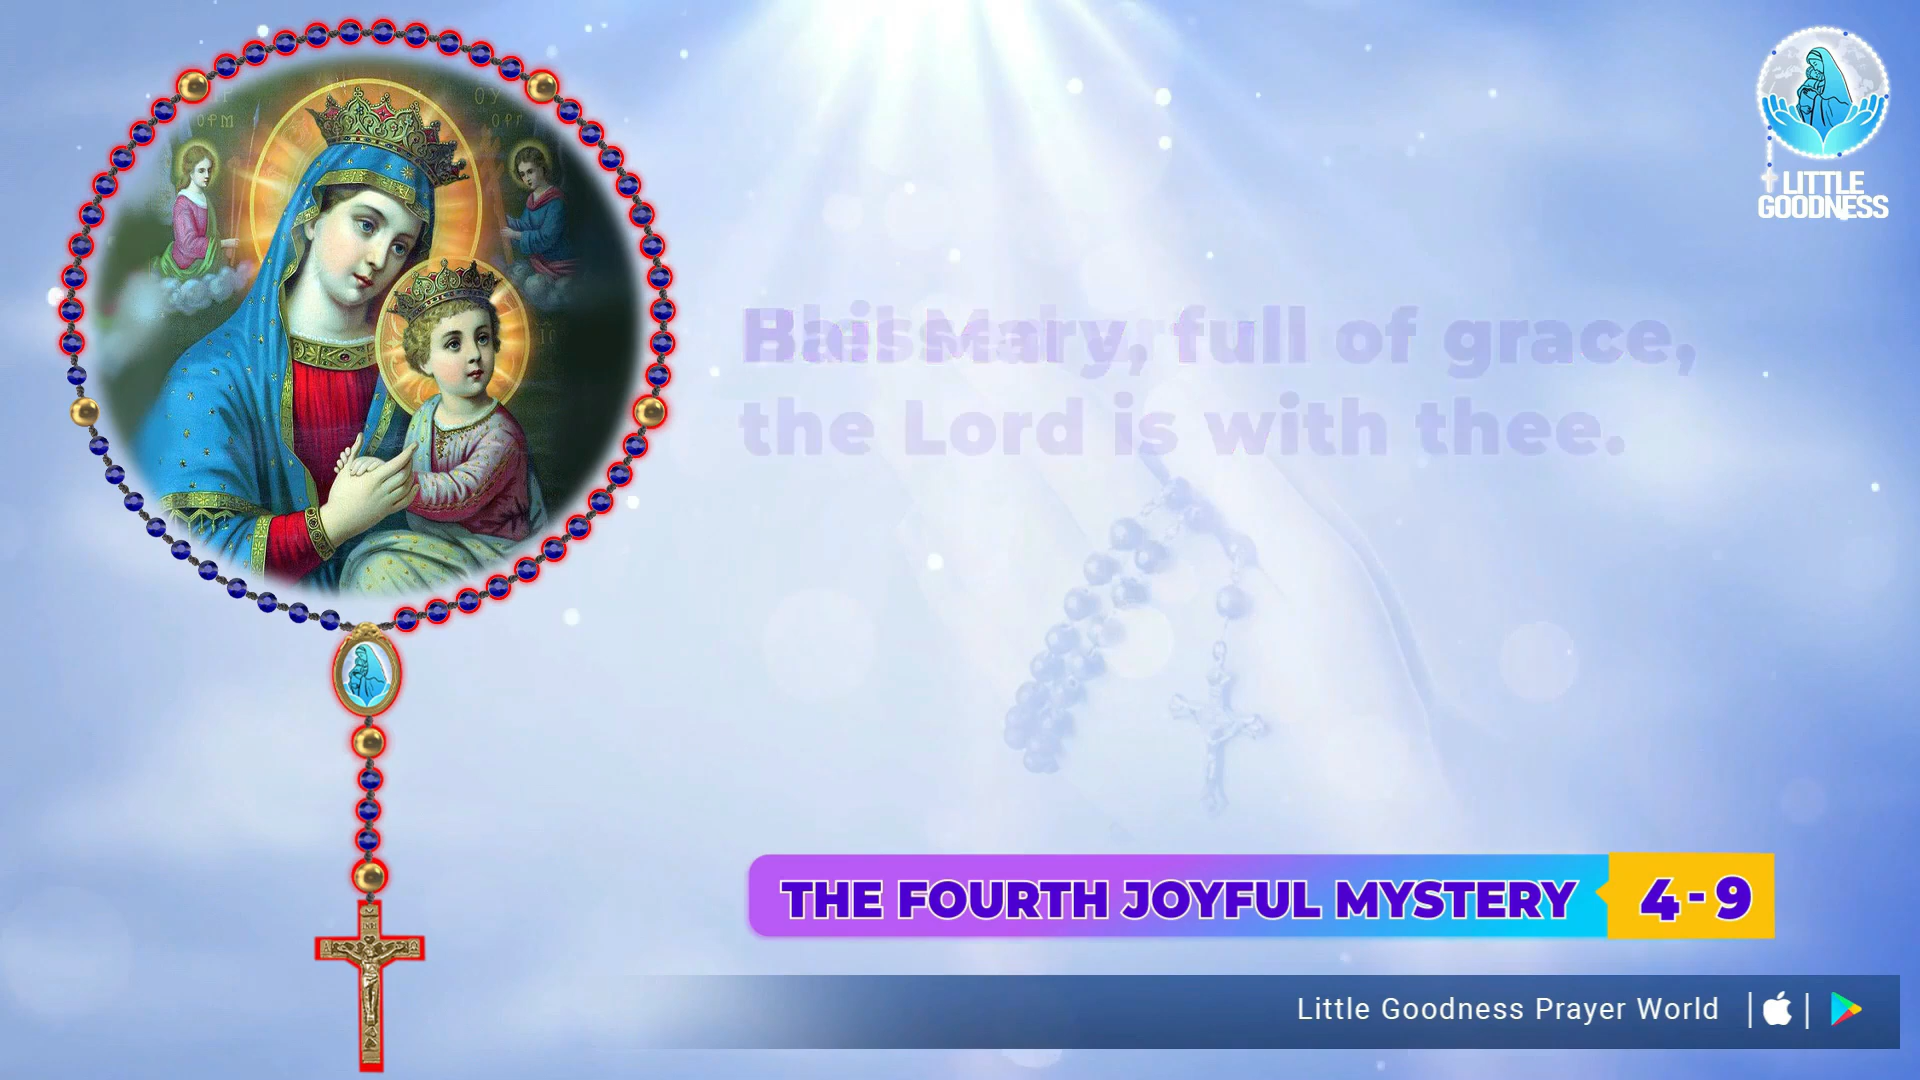 LITTLE
GOODNESS
Hail Mary, full of grace,
the Lord is with thee.
THE FOURTH JOYFUL MYSTERY
4-9
Little Goodness Prayer World